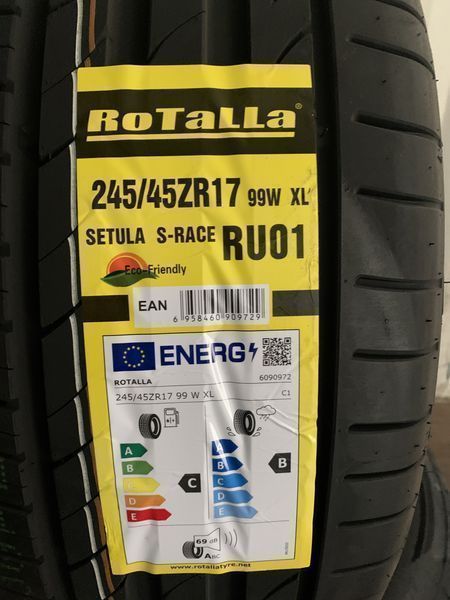 RoTaLLa®
245/45ZR17 99W XL
SETULA S-RACE RU01
Eco-Friendly
EAN
6 958460 909729
ENERG
ROTALLA 6090972
245/45ZR17 99 W XL C1
A A
B B B
C C C
D D
E E
69 dB
ABC
www.rotallatyre.net